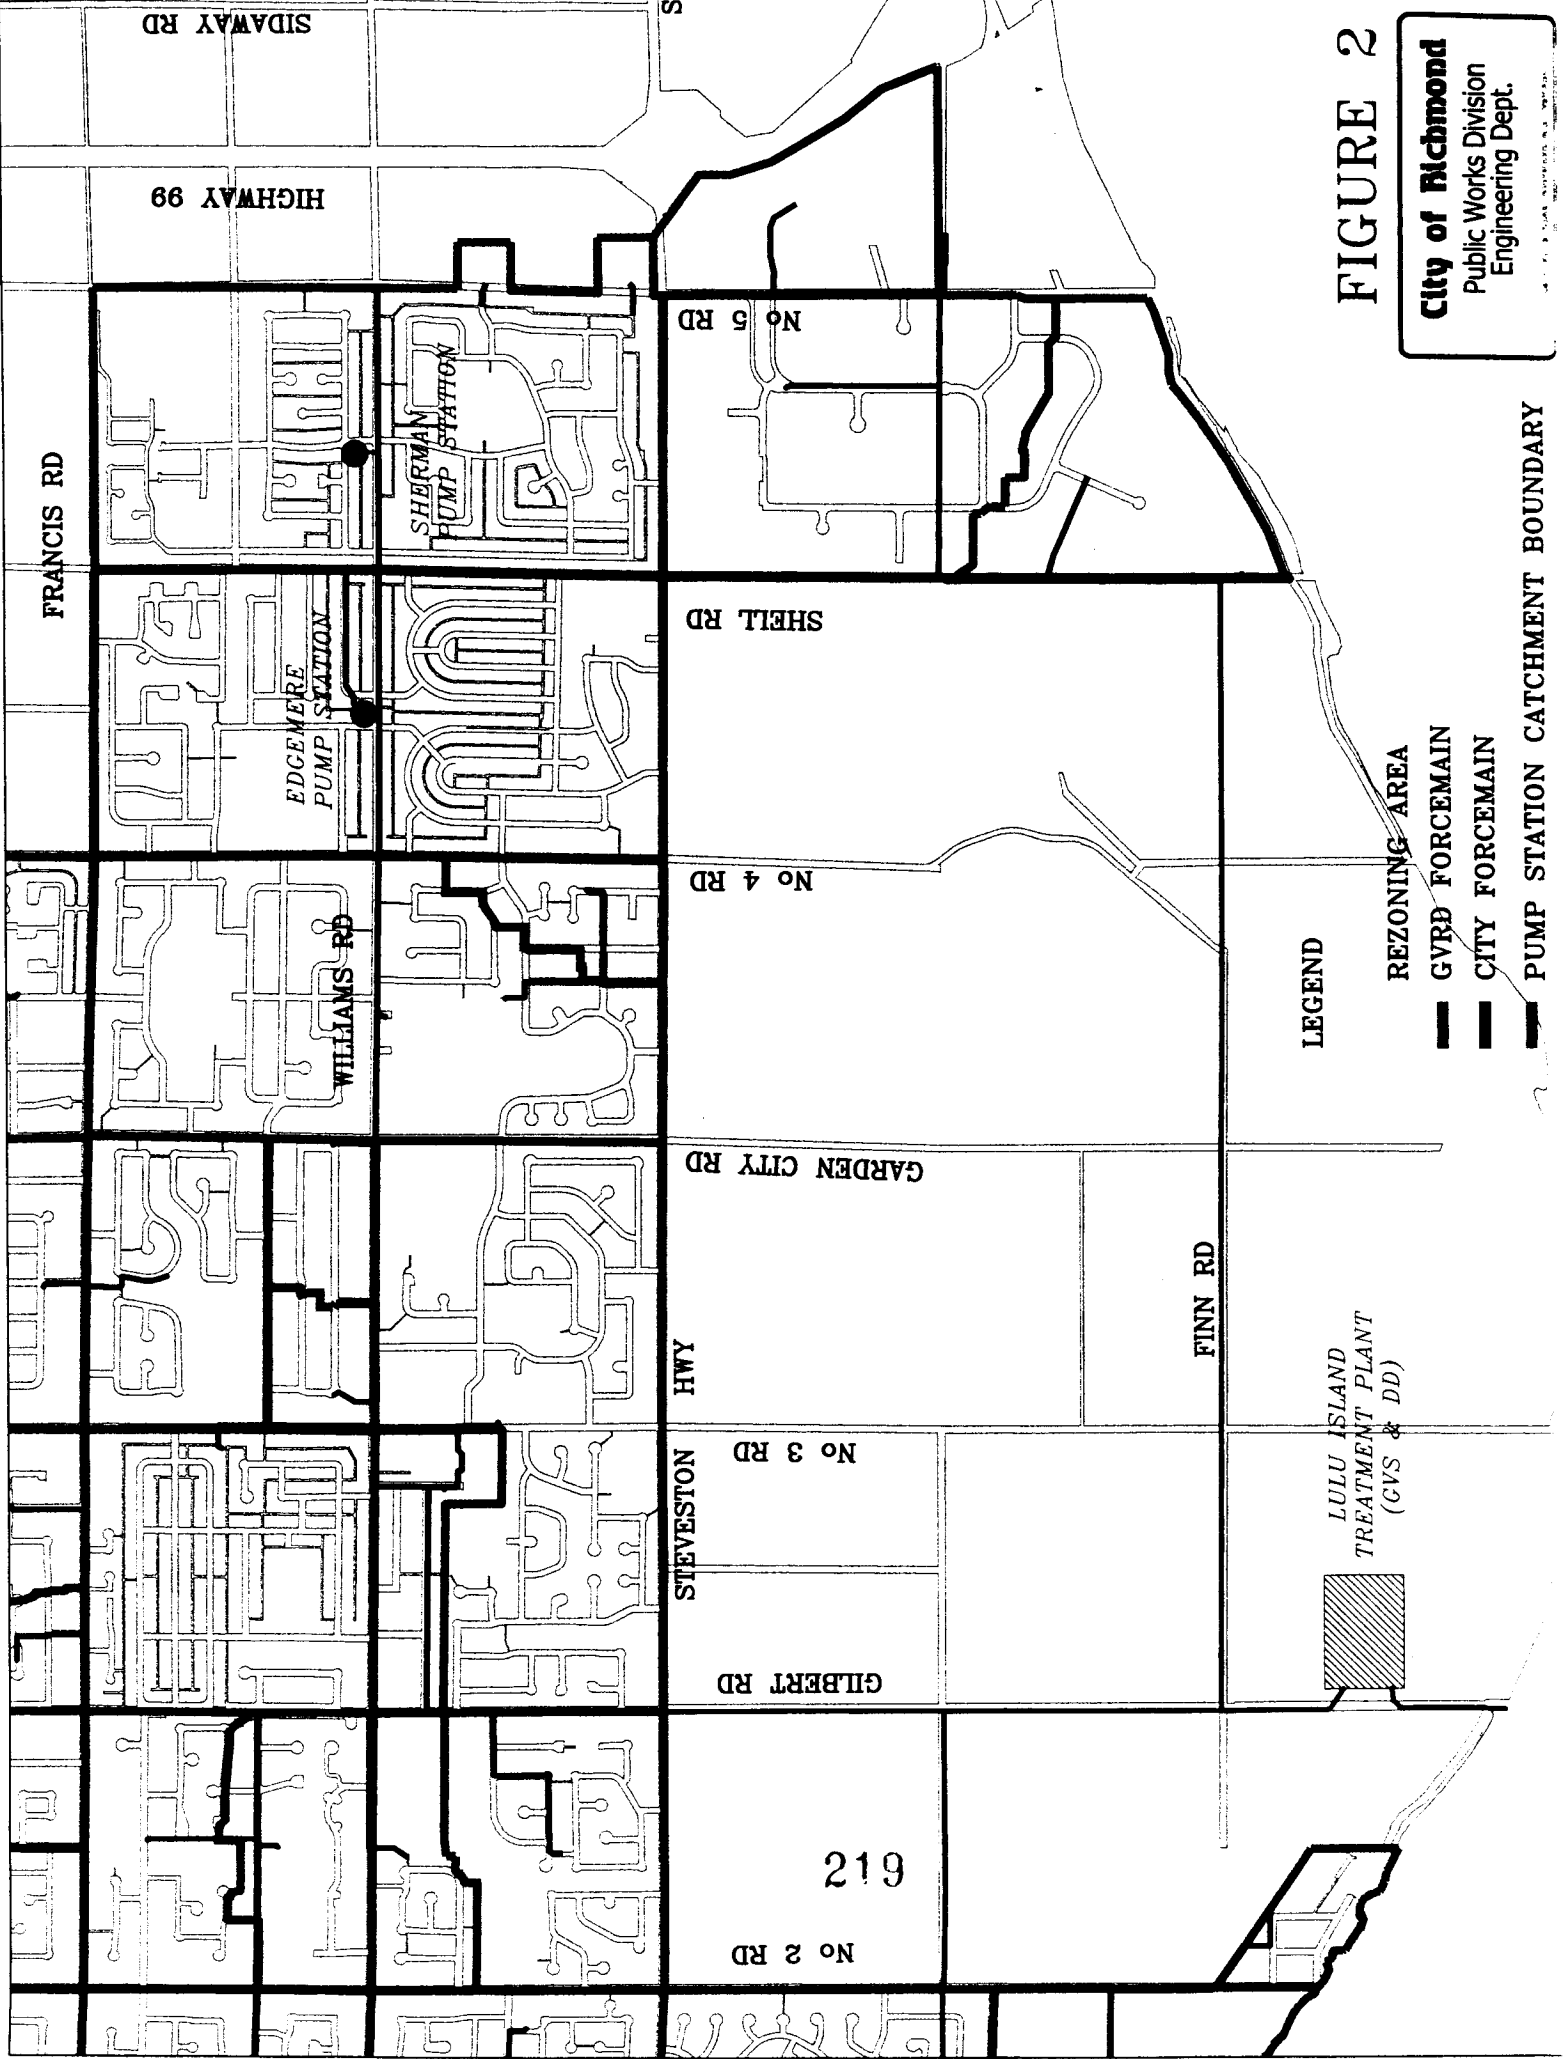 SIDAWAY RD
S
HIGHWAY 99
FRANCIS RD
No 5 RD
SHERMAN
PUMP STATION
SHELL RD
EDGEMERE
PUMP STATION
No 4 RD
WILLIAMS RD
GARDEN CITY RD
STEVESTON HWY
FINN RD
No 3 RD
GILBERT RD
No 2 RD
LULU ISLAND
TREATMENT PLANT
(GVS & DD)
219
LEGEND
REZONING AREA
GVRD FORCEMAIN
CITY FORCEMAIN
PUMP STATION CATCHMENT BOUNDARY
FIGURE 2
City of Richmond
Public Works Division
Engineering Dept.